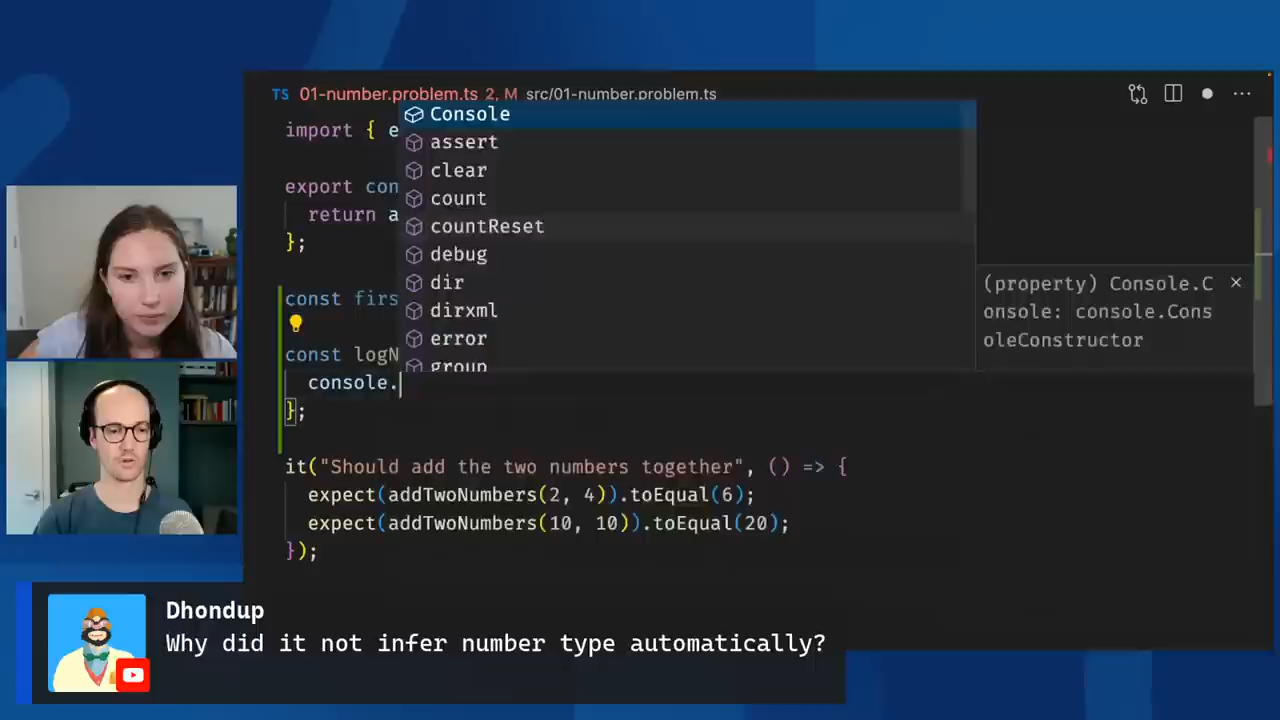 TS 01-number.problem.ts 2, M src/01-number.problem.ts
import { e
export con
return a
};
const firs
const logN
console.
};
Console
assert
clear
count
countReset
debug
dir
dirxml
error
group
(property) Console.C
onsole: console.Cons
oleConstructor
it("Should add the two numbers together", () => {
expect(addTwoNumbers(2, 4)).toEqual(6);
expect(addTwoNumbers(10, 10)).toEqual(20);
});
Dhondup
Why did it not infer number type automatically?